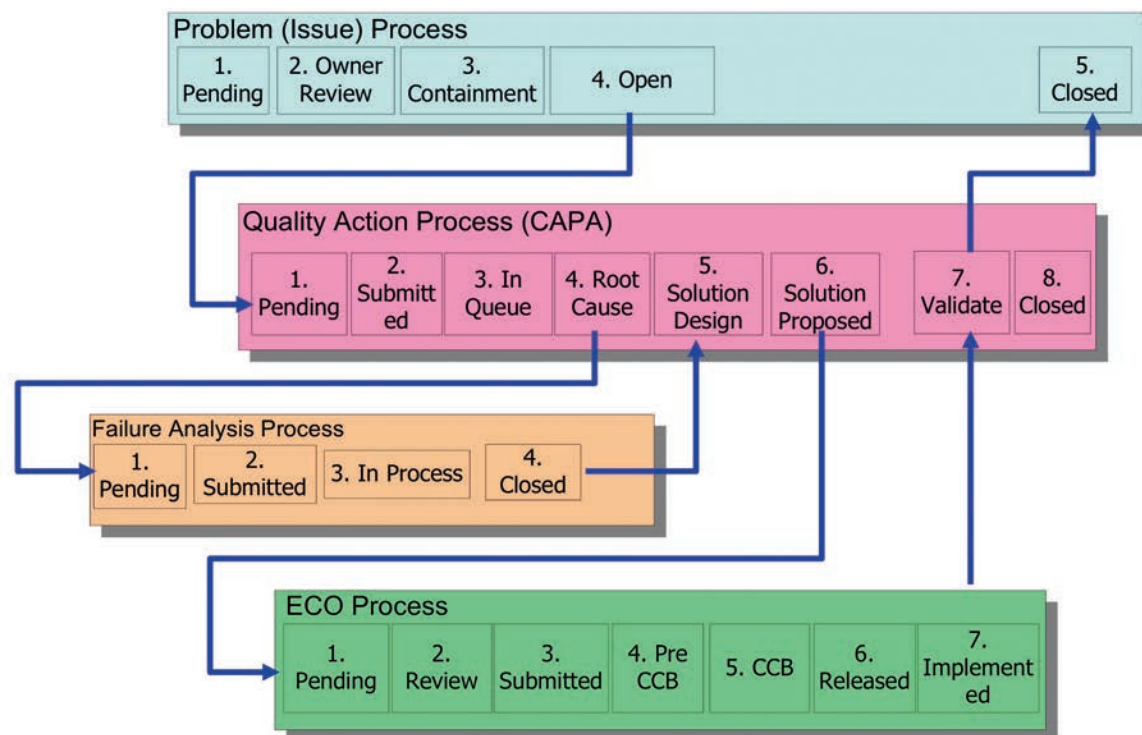 Problem (Issue) Process
1.
Pending
2. Owner
Review
3.
Containment
4. Open
5.
Closed
Quality Action Process (CAPA)
1.
Pending
2.
Submitt
ed
3. In
Queue
4. Root
Cause
5.
Solution
Design
6.
Solution
Proposed
7.
Validate
8.
Closed
Failure Analysis Process
1.
Pending
2.
Submitted
3. In Process
4.
Closed
ECO Process
1.
Pending
2.
Review
3.
Submitted
4. Pre
CCB
5. CCB
6.
Released
7.
Implement
ed